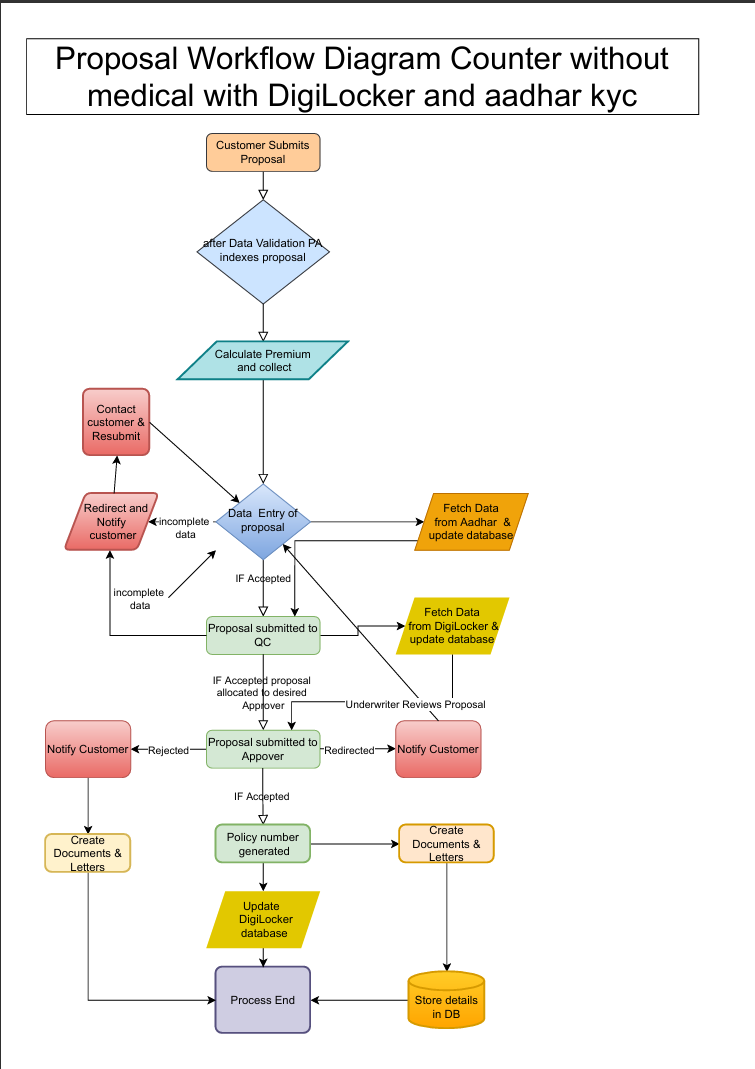 Proposal Workflow Diagram Counter without
medical with DigiLocker and aadhar kyc
Customer Submits
Proposal
after Data Validation PA
indexes proposal
Calculate Premium
and collect
Contact
customer &
Resubmit
Redirect and
Notify
customer
incomplete
data
Data Entry of
proposal
Fetch Data
from Aadhar &
update database
IF Accepted
incomplete
data
Proposal submitted to
QC
Fetch Data
from DigiLocker &
update database
IF Accepted proposal
allocated to desired
Approver
Underwriter Reviews Proposal
Notify Customer
Rejected
Proposal submitted to
Appover
Redirected
Notify Customer
IF Accepted
Create
Documents &
Letters
Policy number
generated
Create
Documents &
Letters
Update
DigiLocker
database
Process End
Store details
in DB